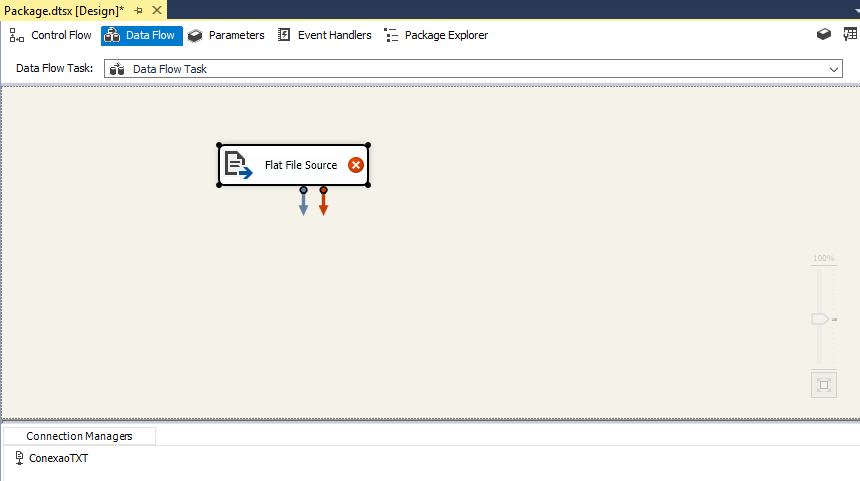 Package.dtsx [Design]*
Control Flow Data Flow Parameters Event Handlers Package Explorer
Data Flow Task: Data Flow Task
Flat File Source
100%
Connection Managers
ConexaoTXT